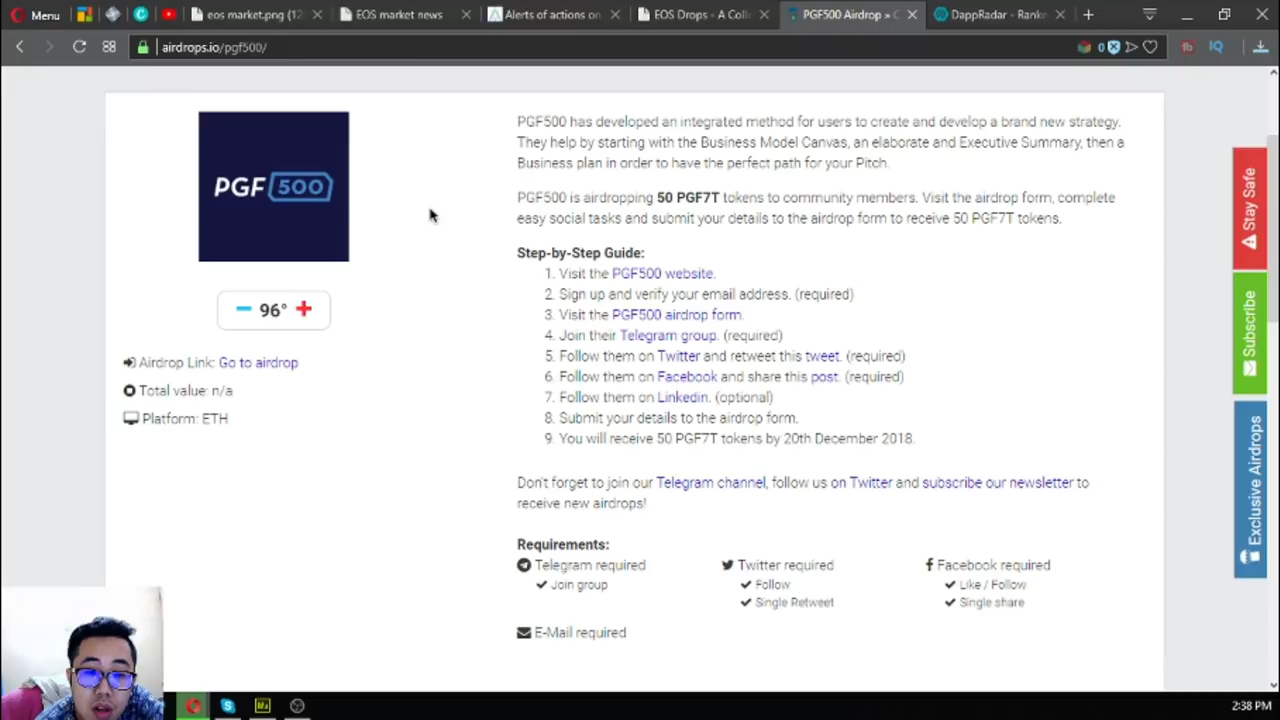 Menu
eos market.png (12
EOS market news
Alerts of actions on
EOS Drops - A Coll
PGF500 Airdrop »
DappRadar - Ranke
airdrops.io/pgf500/
0
IQ
PGF 500
96°
Airdrop Link: Go to airdrop
Total value: n/a
Platform: ETH
PGF500 has developed an integrated method for users to create and develop a brand new strategy.
They help by starting with the Business Model Canvas, an elaborate and Executive Summary, then a
Business plan in order to have the perfect path for your Pitch.
PGF500 is airdropping 50 PGF7T tokens to community members. Visit the airdrop form, complete
easy social tasks and submit your details to the airdrop form to receive 50 PGF7T tokens.
Step-by-Step Guide:
1. Visit the PGF500 website.
2. Sign up and verify your email address. (required)
3. Visit the PGF500 airdrop form.
4. Join their Telegram group. (required)
5. Follow them on Twitter and retweet this tweet. (required)
6. Follow them on Facebook and share this post. (required)
7. Follow them on Linkedin. (optional)
8. Submit your details to the airdrop form.
9. You will receive 50 PGF7T tokens by 20th December 2018.
Don't forget to join our Telegram channel, follow us on Twitter and subscribe our newsletter to
receive new airdrops!
Requirements:
Telegram required
Join group
Twitter required
Follow
Single Retweet
Facebook required
Like / Follow
Single share
E-Mail required
Stay Safe
Subscribe
Exclusive Airdrops
2:38 PM